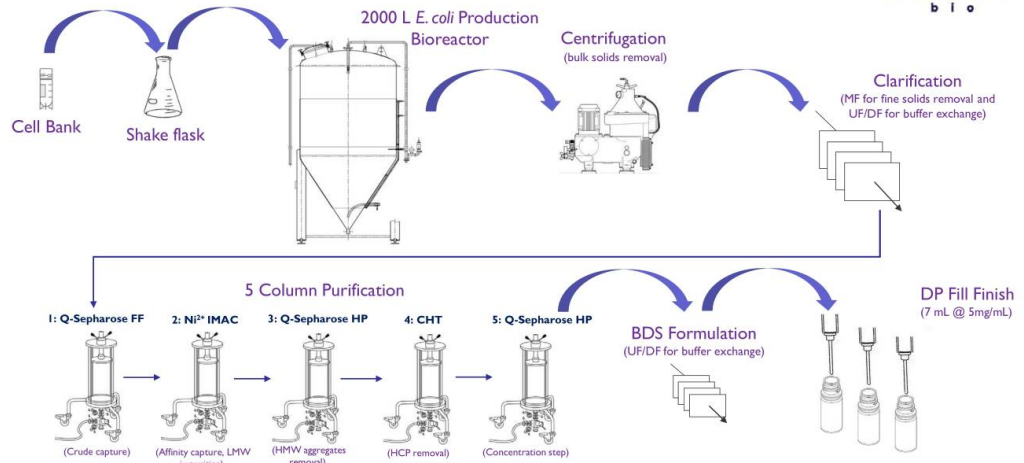 bio
2000 L E. coli Production
Bioreactor
Centrifugation
(bulk solids removal)
Clarification
(MF for fine solids removal and
UF/DF for buffer exchange)
Cell Bank
Shake flask
5 Column Purification
1: Q-Sepharose FF
2: Ni²⁺ IMAC
3: Q-Sepharose HP
4: CHT
5: Q-Sepharose HP
(Crude capture)
(Affinity capture, LMW
(HMW aggregates
removal)
(HCP removal)
(Concentration step)
BDS Formulation
(UF/DF for buffer exchange)
DP Fill Finish
(7 mL @ 5mg/mL)